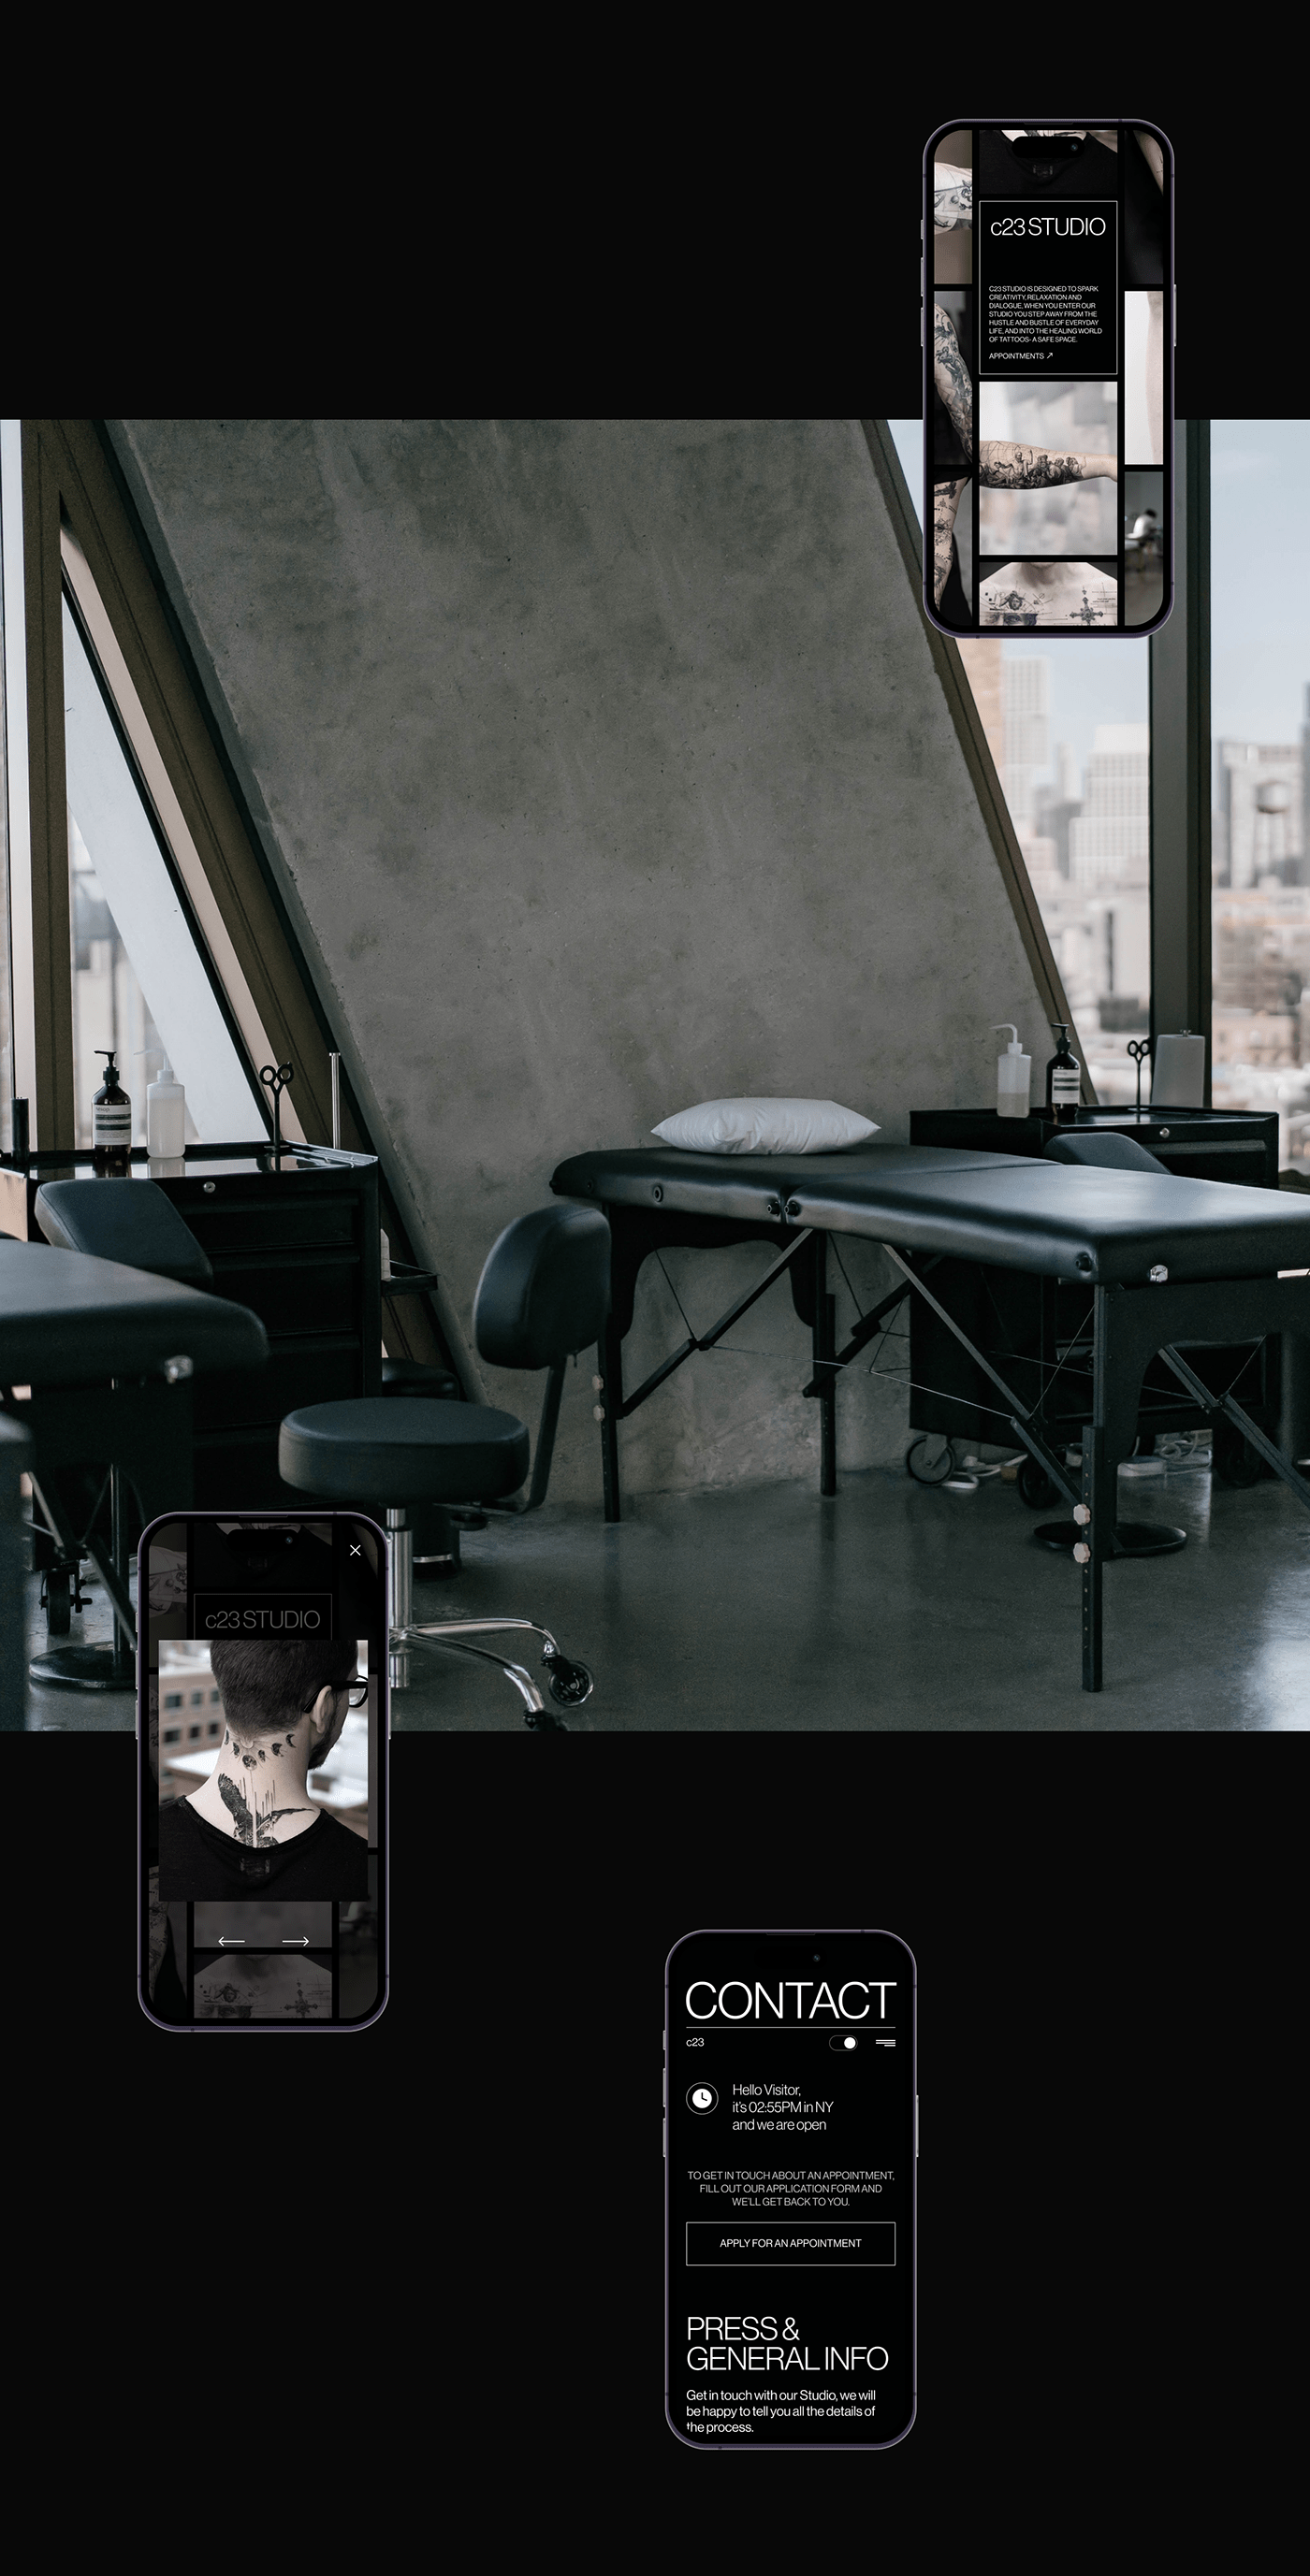 c23 STUDIO
C23 STUDIO IS DESIGNED TO SPARK
CREATIVITY, RELAXATION AND
DIALOGUE. WHEN YOU ENTER OUR
STUDIO YOU STEP AWAY FROM THE
HUSTLE AND BUSTLE OF EVERYDAY
LIFE, AND INTO THE HEALING WORLD
OF TATTOOS- A SAFE SPACE.
APPOINTMENTS ↗
c23 STUDIO
CONTACT
c23
Hello Visitor,
it's 02:55PM in NY
and we are open
TO GET IN TOUCH ABOUT AN APPOINTMENT,
FILL OUT OUR APPLICATION FORM AND
WE'LL GET BACK TO YOU.
APPLY FOR AN APPOINTMENT
PRESS &
GENERAL INFO
Get in touch with our Studio, we will
be happy to tell you all the details of
the process.